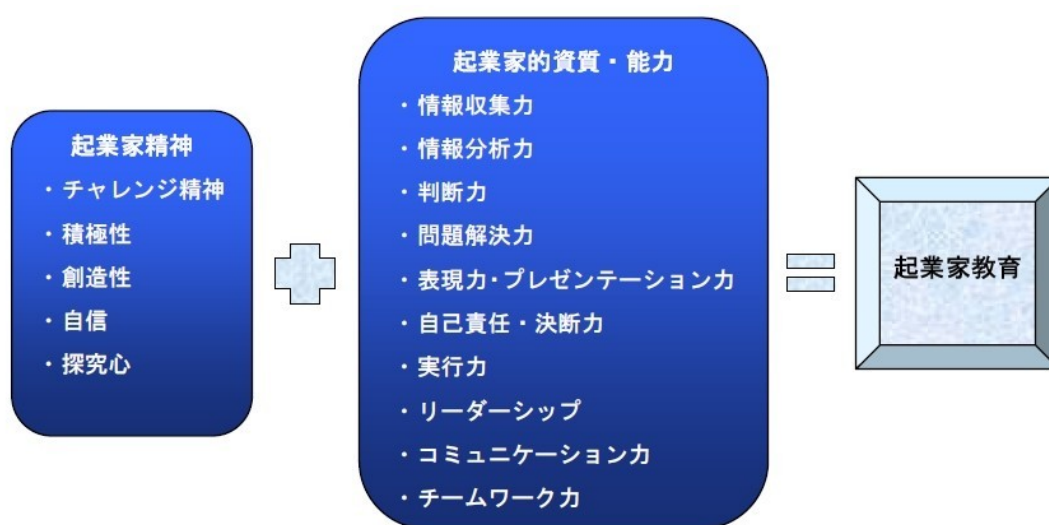 起業家精神
・チャレンジ精神
・積極性
・創造性
・自信
・探究心
起業家的資質・能力
・情報収集力
・情報分析力
・判断力
・問題解決力
・表現力・プレゼンテーション力
・自己責任・決断力
・実行力
・リーダーシップ
・コミュニケーション力
・チームワーク力
起業家教育